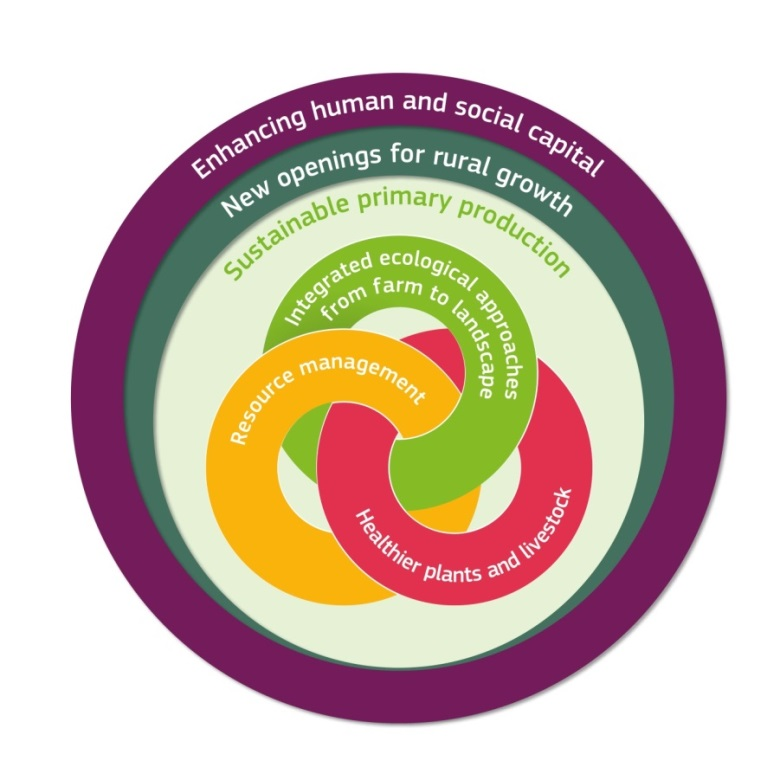 Enhancing human and social capital
New openings for rural growth
Sustainable primary production
Integrated ecological approaches
from farm to landscape
Resource management
Healthier plants and livestock